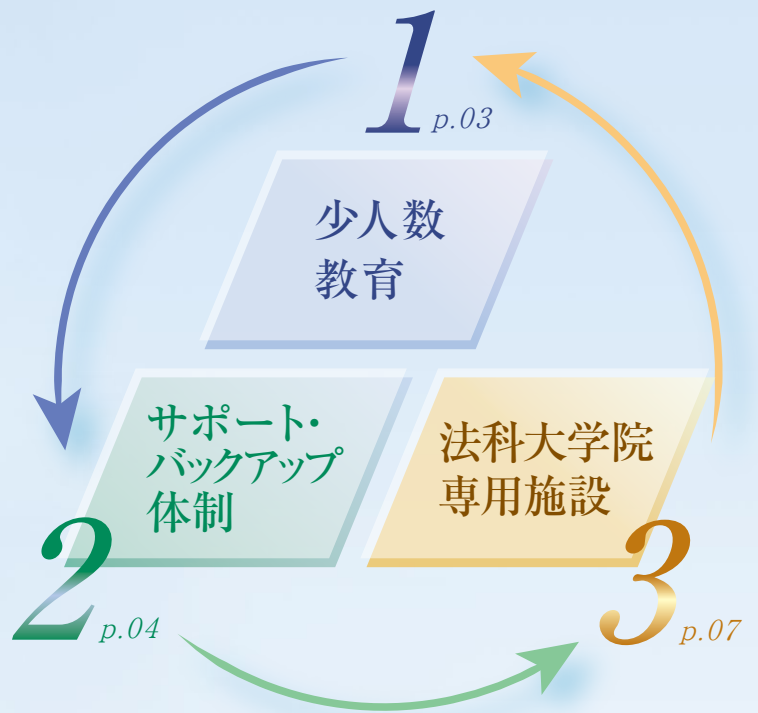 1
p.03
少人数
教育
サポート・
バックアップ
体制
2
p.04
法科大学院
専用施設
3
p.07